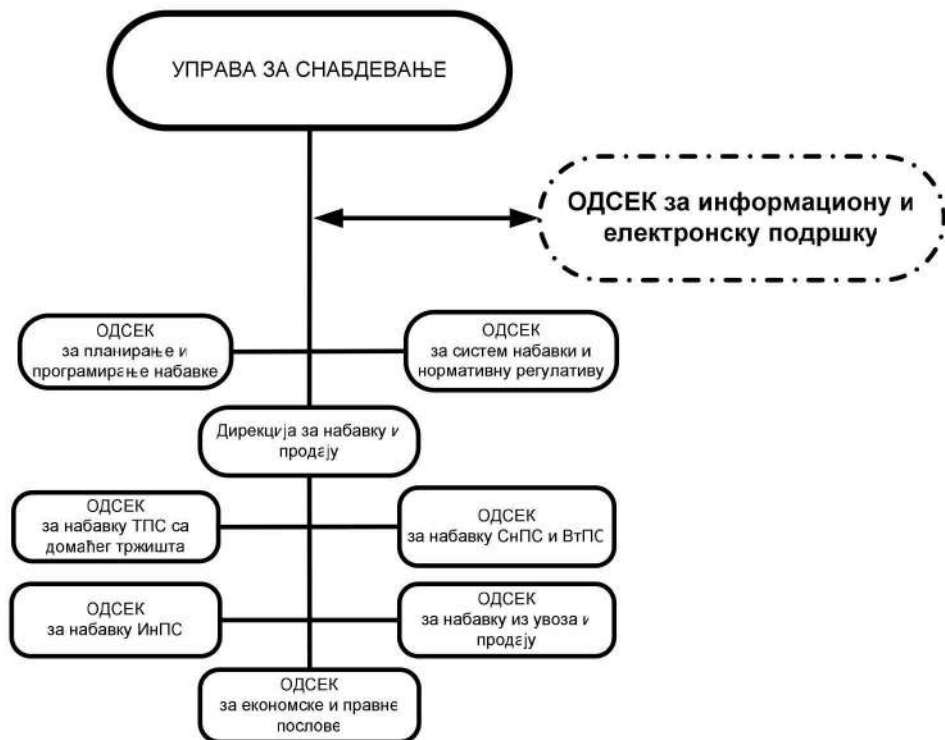 УПРАВА ЗА СНАБДЕВАЊЕ
ОДСЕК за информациону и
електронску подршку
ОДСЕК
за планирање и
програмирање набавке
ОДСЕК
за систем набавки и
нормативну регулативу
Дирекција за набавку и
продају
ОДСЕК
за набавку ТПС са
домаћег тржишта
ОДСЕК
за набавку СнПС и ВтПС
ОДСЕК
за набавку ИнПС
ОДСЕК
за набавку из увоза и
продају
ОДСЕК
за економске и правне
послове